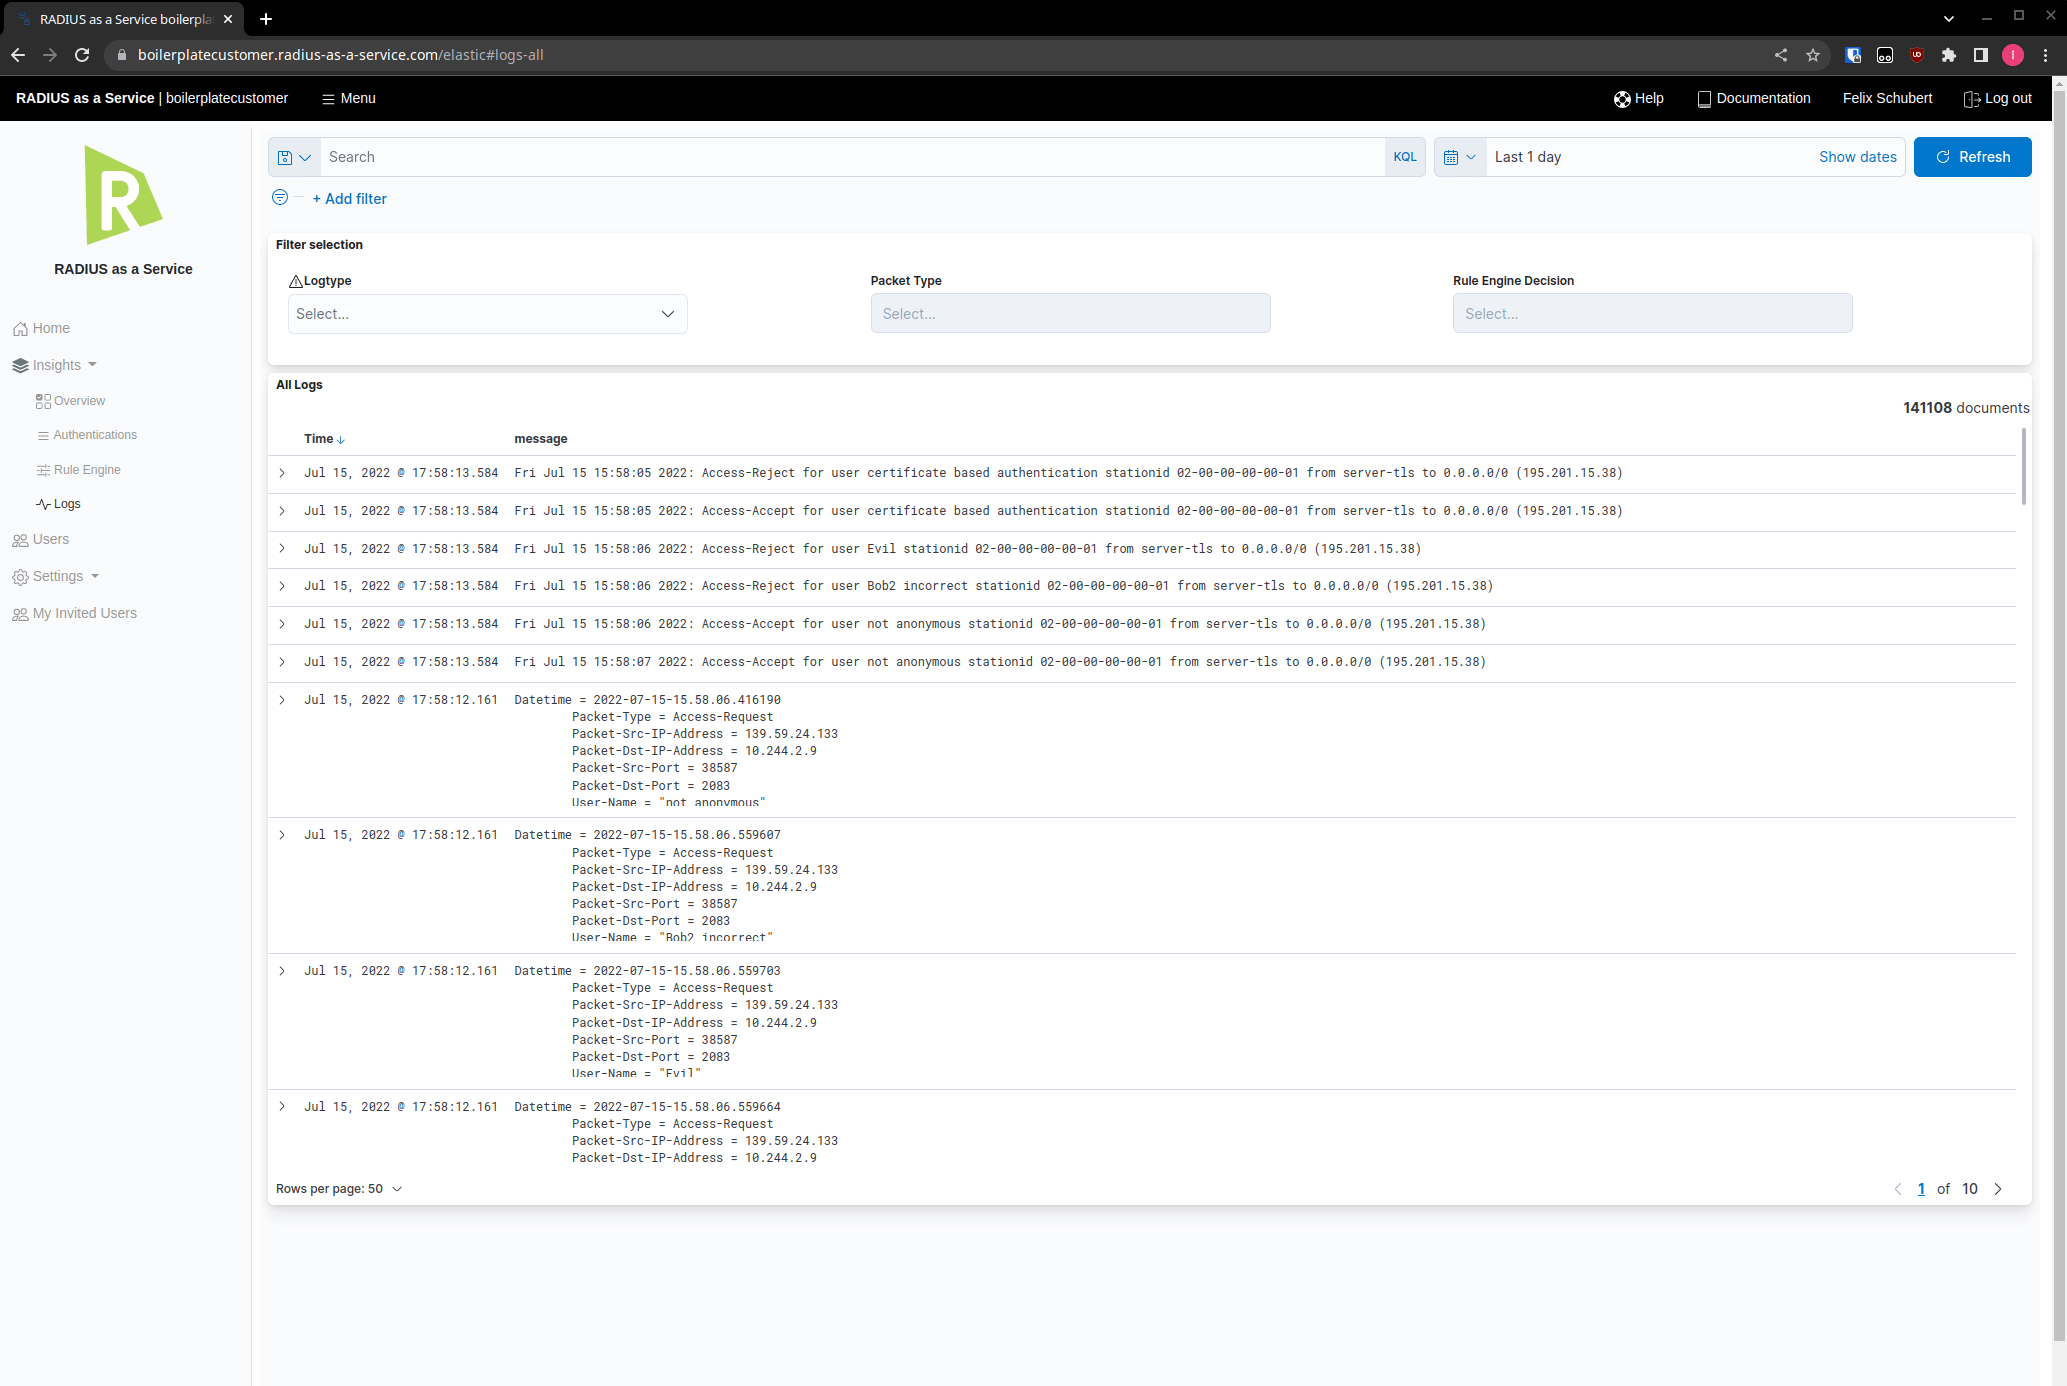 RADIUS as a Service boilerpla
boilerplatecustomer.radius-as-a-service.com/elastic#logs-all
RADIUS as a Service | boilerplatecustomer Menu Help Documentation Felix Schubert Log out
R
RADIUS as a Service
Home
Insights
Overview
Authentications
Rule Engine
Logs
Users
Settings
My Invited Users
Search KQL Last 1 day Show dates Refresh
+ Add filter
Filter selection
Logtype Packet Type Rule Engine Decision
Select... Select... Select...
All Logs
141108 documents
Time message
Jul 15, 2022 @ 17:58:13.584 Fri Jul 15 15:58:05 2022: Access-Reject for user certificate based authentication stationid 02-00-00-00-00-01 from server-tls to 0.0.0.0/0 (195.201.15.38)
Jul 15, 2022 @ 17:58:13.584 Fri Jul 15 15:58:05 2022: Access-Accept for user certificate based authentication stationid 02-00-00-00-00-01 from server-tls to 0.0.0.0/0 (195.201.15.38)
Jul 15, 2022 @ 17:58:13.584 Fri Jul 15 15:58:06 2022: Access-Reject for user Evil stationid 02-00-00-00-00-01 from server-tls to 0.0.0.0/0 (195.201.15.38)
Jul 15, 2022 @ 17:58:13.584 Fri Jul 15 15:58:06 2022: Access-Reject for user Bob2 incorrect stationid 02-00-00-00-00-01 from server-tls to 0.0.0.0/0 (195.201.15.38)
Jul 15, 2022 @ 17:58:13.584 Fri Jul 15 15:58:06 2022: Access-Accept for user not anonymous stationid 02-00-00-00-00-01 from server-tls to 0.0.0.0/0 (195.201.15.38)
Jul 15, 2022 @ 17:58:13.584 Fri Jul 15 15:58:07 2022: Access-Accept for user not anonymous stationid 02-00-00-00-00-01 from server-tls to 0.0.0.0/0 (195.201.15.38)
Jul 15, 2022 @ 17:58:12.161 Datetime = 2022-07-15-15.58.06.416190
Packet-Type = Access-Request
Packet-Src-IP-Address = 139.59.24.133
Packet-Dst-IP-Address = 10.244.2.9
Packet-Src-Port = 38587
Packet-Dst-Port = 2083
User-Name = "not anonymous"
Jul 15, 2022 @ 17:58:12.161 Datetime = 2022-07-15-15.58.06.559607
Packet-Type = Access-Request
Packet-Src-IP-Address = 139.59.24.133
Packet-Dst-IP-Address = 10.244.2.9
Packet-Src-Port = 38587
Packet-Dst-Port = 2083
User-Name = "Bob2 incorrect"
Jul 15, 2022 @ 17:58:12.161 Datetime = 2022-07-15-15.58.06.559703
Packet-Type = Access-Request
Packet-Src-IP-Address = 139.59.24.133
Packet-Dst-IP-Address = 10.244.2.9
Packet-Src-Port = 38587
Packet-Dst-Port = 2083
User-Name = "Evil"
Jul 15, 2022 @ 17:58:12.161 Datetime = 2022-07-15-15.58.06.559664
Packet-Type = Access-Request
Packet-Src-IP-Address = 139.59.24.133
Packet-Dst-IP-Address = 10.244.2.9
Rows per page: 50 1 of 10